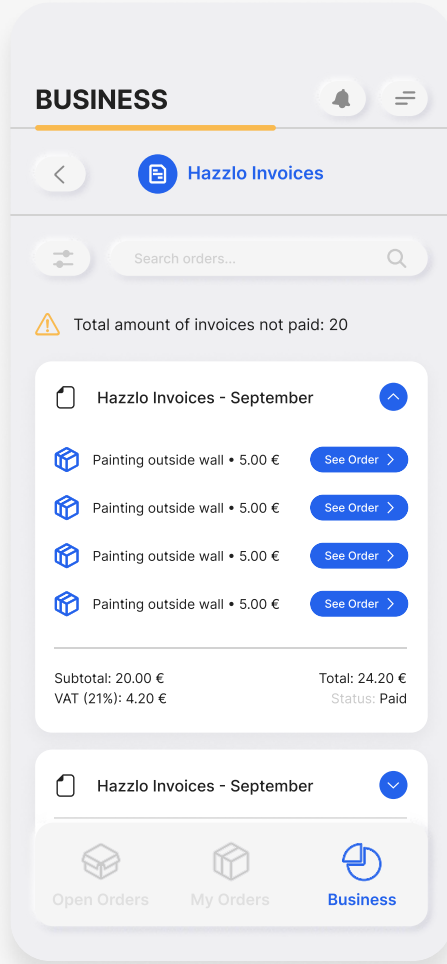 BUSINESS
Hazzlo Invoices
Search orders...
Total amount of invoices not paid: 20
Hazzlo Invoices - September
Painting outside wall • 5.00 € See Order
Painting outside wall • 5.00 € See Order
Painting outside wall • 5.00 € See Order
Painting outside wall • 5.00 € See Order
Subtotal: 20.00 € Total: 24.20 €
VAT (21%): 4.20 € Status: Paid
Hazzlo Invoices - September
Open Orders My Orders Business